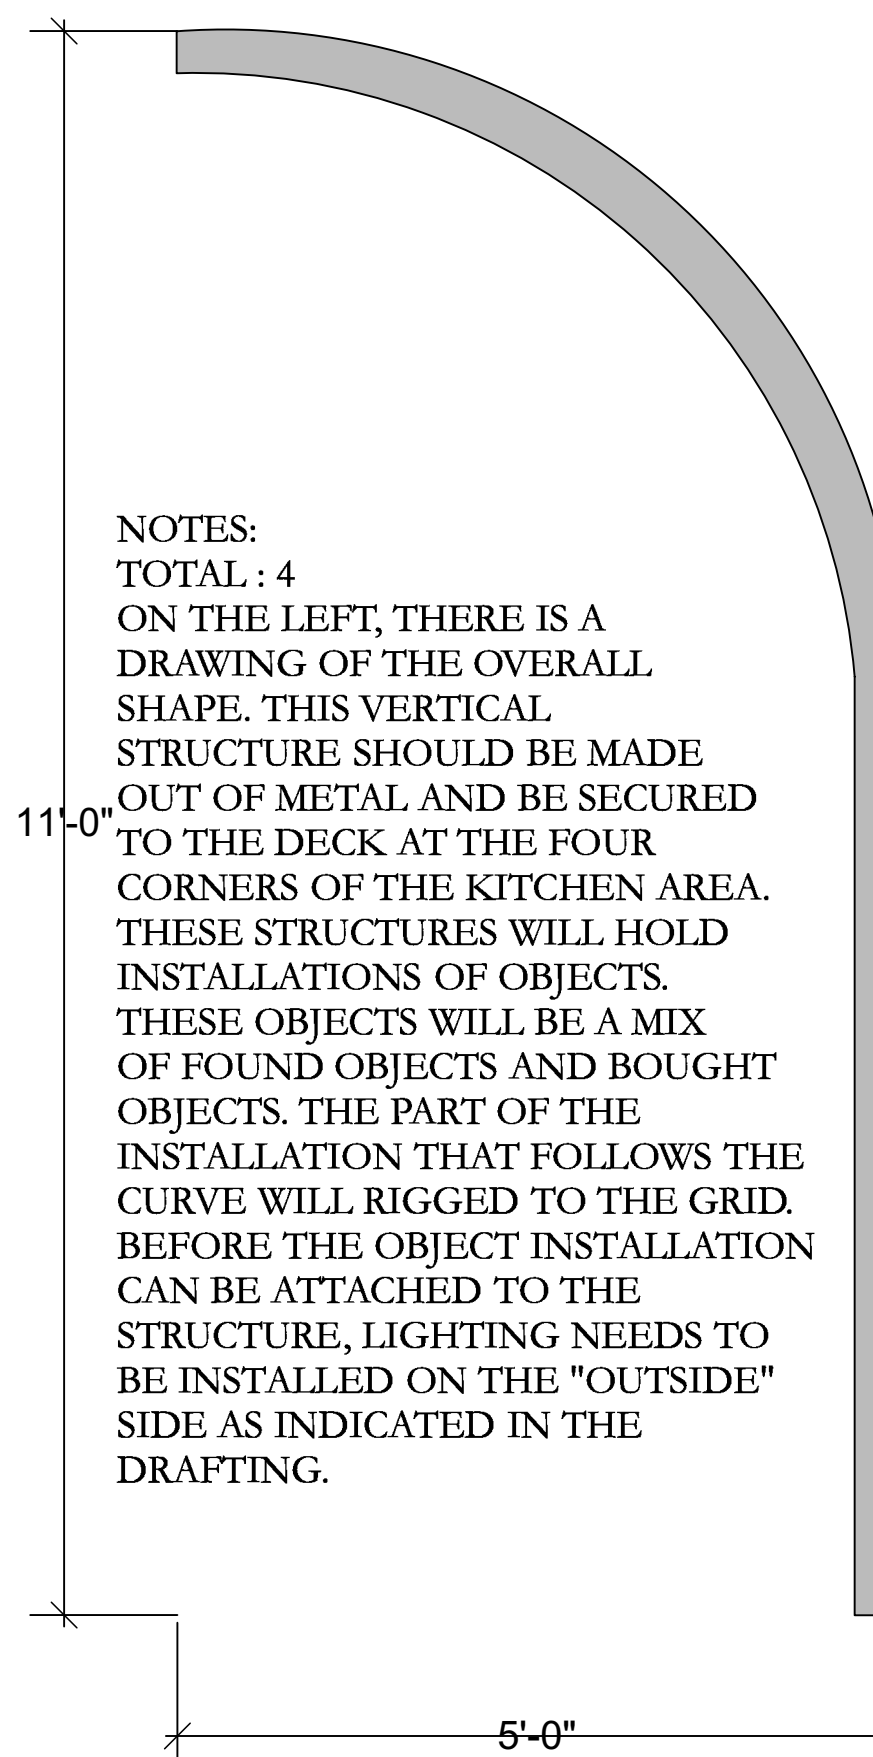 NOTES:
TOTAL : 4
ON THE LEFT, THERE IS A
DRAWING OF THE OVERALL
SHAPE. THIS VERTICAL
STRUCTURE SHOULD BE MADE
OUT OF METAL AND BE SECURED
11'-0"
TO THE DECK AT THE FOUR
CORNERS OF THE KITCHEN AREA.
THESE STRUCTURES WILL HOLD
INSTALLATIONS OF OBJECTS.
THESE OBJECTS WILL BE A MIX
OF FOUND OBJECTS AND BOUGHT
OBJECTS. THE PART OF THE
INSTALLATION THAT FOLLOWS THE
CURVE WILL RIGGED TO THE GRID.
BEFORE THE OBJECT INSTALLATION
CAN BE ATTACHED TO THE
STRUCTURE, LIGHTING NEEDS TO
BE INSTALLED ON THE "OUTSIDE"
SIDE AS INDICATED IN THE
DRAFTING.
5'-0"